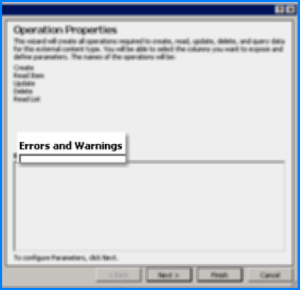 Operation Properties
The wizard will create all operations required to create, read, update, delete, and query data
for the external content type. You will be able to select the columns you want to expose and
define parameters. The names of the operations will be:
Create
Read Item
Update
Delete
Read List
Errors and Warnings
To configure Parameters, click Next.
< Back
Next >
Finish
Cancel